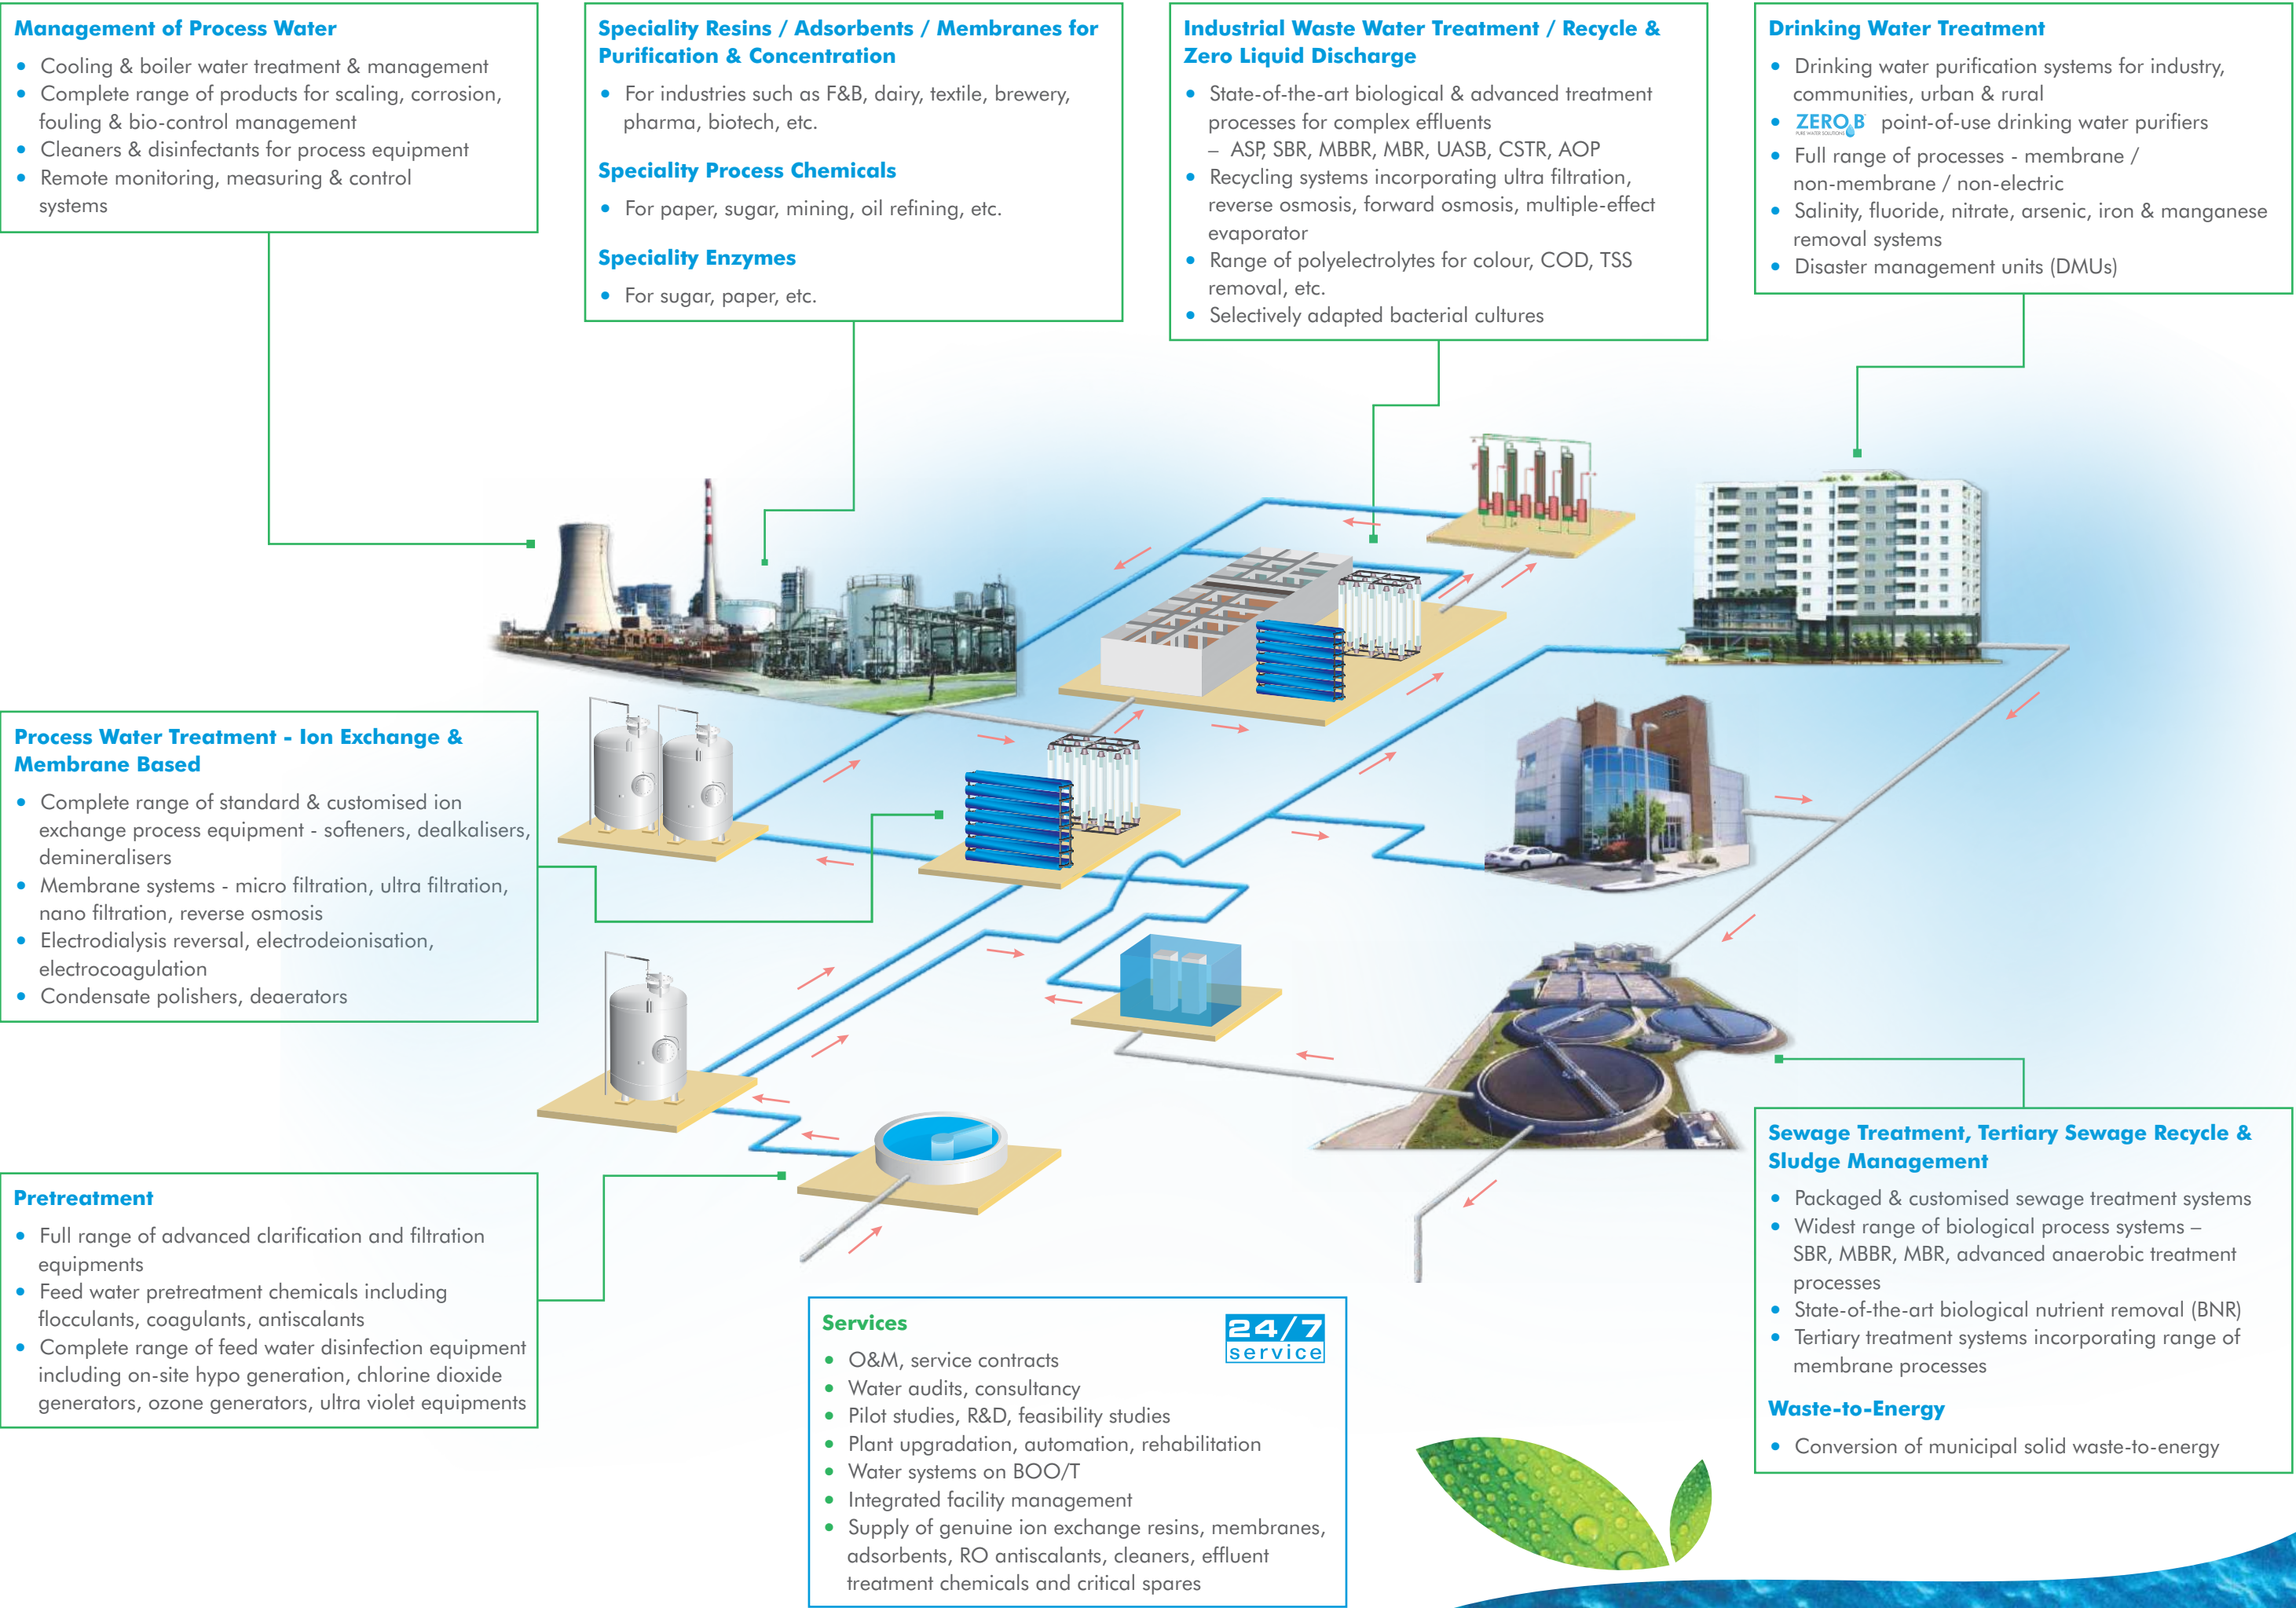 Management of Process Water
• Cooling & boiler water treatment & management
• Complete range of products for scaling, corrosion,
fouling & bio-control management
• Cleaners & disinfectants for process equipment
• Remote monitoring, measuring & control
systems
Speciality Resins / Adsorbents / Membranes for
Purification & Concentration
• For industries such as F&B, dairy, textile, brewery,
pharma, biotech, etc.
Speciality Process Chemicals
• For paper, sugar, mining, oil refining, etc.
Speciality Enzymes
• For sugar, paper, etc.
Industrial Waste Water Treatment / Recycle &
Zero Liquid Discharge
• State-of-the-art biological & advanced treatment
processes for complex effluents
– ASP, SBR, MBBR, MBR, UASB, CSTR, AOP
• Recycling systems incorporating ultra filtration,
reverse osmosis, forward osmosis, multiple-effect
evaporator
• Range of polyelectrolytes for colour, COD, TSS
removal, etc.
• Selectively adapted bacterial cultures
Drinking Water Treatment
• Drinking water purification systems for industry,
communities, urban & rural
• ZERO B point-of-use drinking water purifiers
PURE WATER SOLUTIONS
• Full range of processes - membrane /
non-membrane / non-electric
• Salinity, fluoride, nitrate, arsenic, iron & manganese
removal systems
• Disaster management units (DMUs)
Process Water Treatment - Ion Exchange &
Membrane Based
• Complete range of standard & customised ion
exchange process equipment - softeners, dealkalisers,
demineralisers
• Membrane systems - micro filtration, ultra filtration,
nano filtration, reverse osmosis
• Electrodialysis reversal, electrodeionisation,
electrocoagulation
• Condensate polishers, deaerators
Pretreatment
• Full range of advanced clarification and filtration
equipments
• Feed water pretreatment chemicals including
flocculants, coagulants, antiscalants
• Complete range of feed water disinfection equipment
including on-site hypo generation, chlorine dioxide
generators, ozone generators, ultra violet equipments
Services
24/7
service
• O&M, service contracts
• Water audits, consultancy
• Pilot studies, R&D, feasibility studies
• Plant upgradation, automation, rehabilitation
• Water systems on BOO/T
• Integrated facility management
• Supply of genuine ion exchange resins, membranes,
adsorbents, RO antiscalants, cleaners, effluent
treatment chemicals and critical spares
Sewage Treatment, Tertiary Sewage Recycle &
Sludge Management
• Packaged & customised sewage treatment systems
• Widest range of biological process systems –
SBR, MBBR, MBR, advanced anaerobic treatment
processes
• State-of-the-art biological nutrient removal (BNR)
• Tertiary treatment systems incorporating range of
membrane processes
Waste-to-Energy
• Conversion of municipal solid waste-to-energy